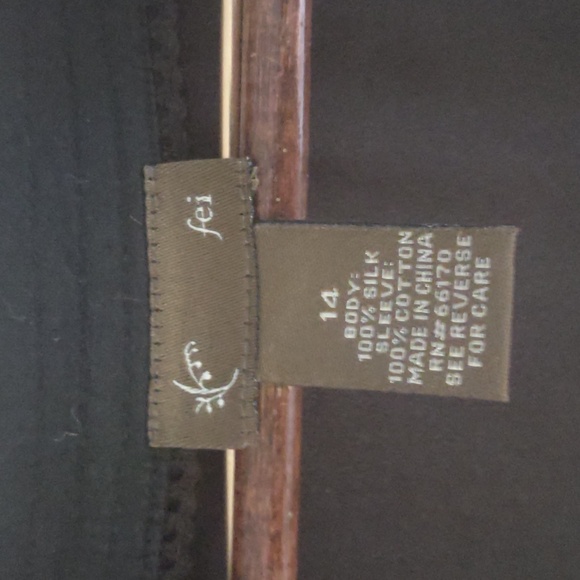 fei
14
BODY:
100% SILK
SLEEVE:
100% COTTON
MADE IN CHINA
RN# 66170
SEE REVERSE
FOR CARE